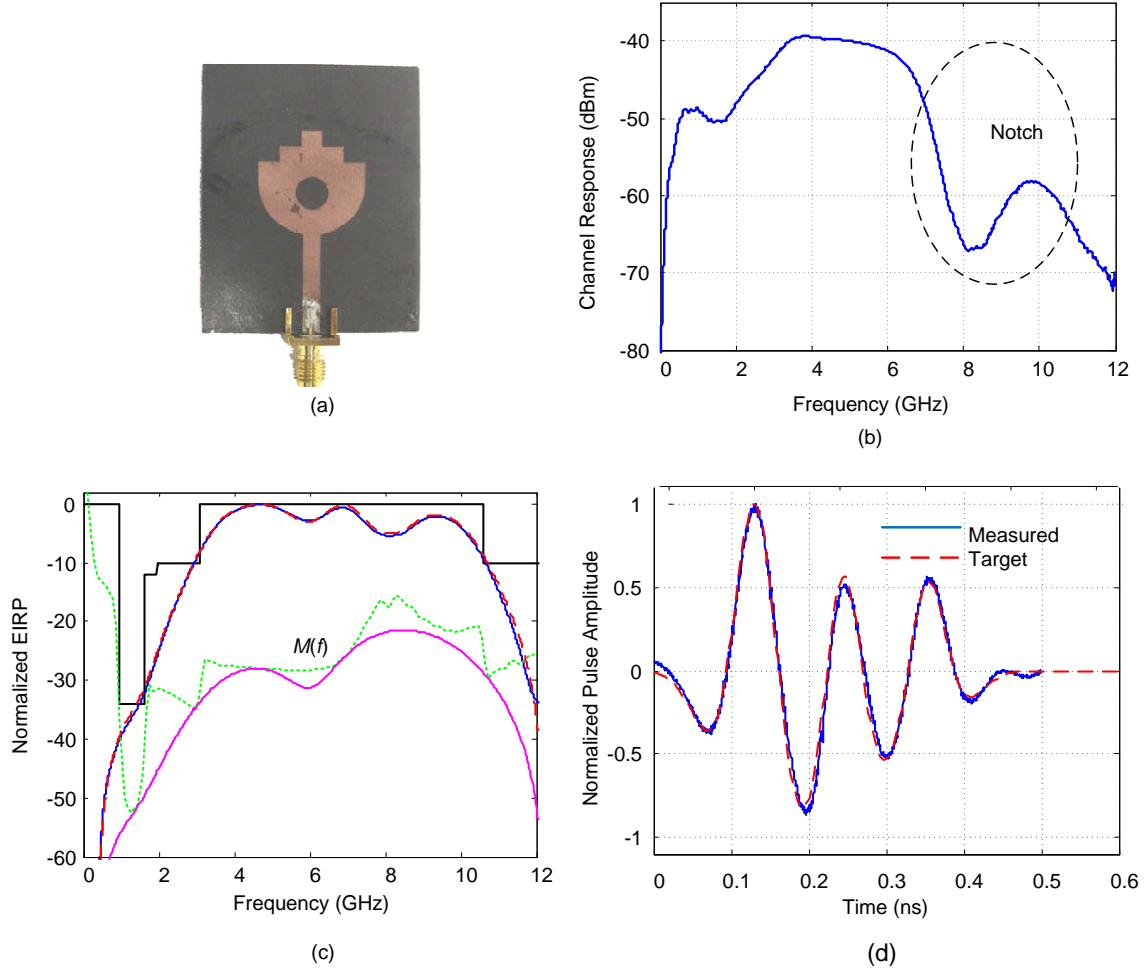 (a)
-40
-50
-60
-70
-80
Channel Response (dBm)
Notch
0 2 4 6 8 10 12
Frequency (GHz)
(b)
0
-10
-20
-30
-40
-50
-60
Normalized EIRP
M(f)
0 2 4 6 8 10 12
Frequency (GHz)
(c)
1
0.5
0
-0.5
-1
Normalized Pulse Amplitude
Measured
Target
0 0.1 0.2 0.3 0.4 0.5 0.6
Time (ns)
(d)